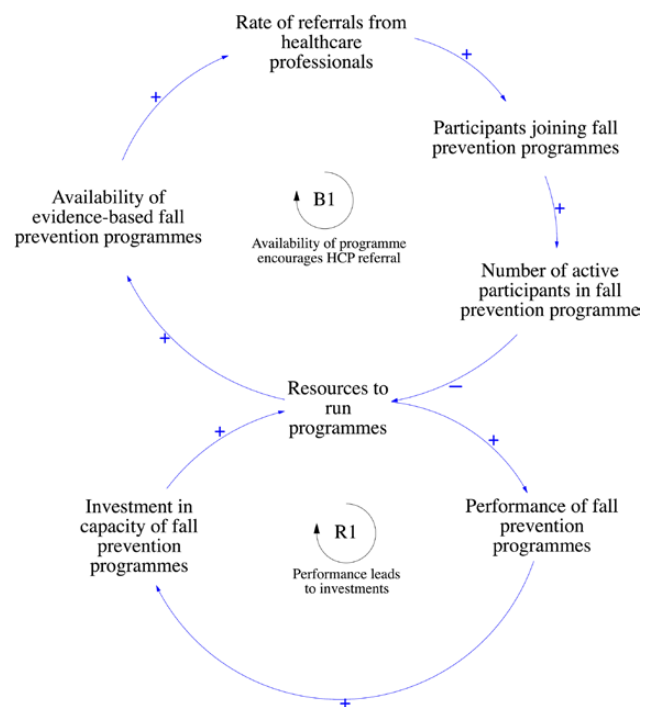 Rate of referrals from
healthcare
professionals
+
+
Participants joining fall
prevention programmes
Availability of
evidence-based fall
prevention programmes
B1
Availability of programme
encourages HCP referral
+
Number of active
participants in fall
prevention programme
+
−
Resources to
run
programmes
+
+
Investment in
capacity of fall
prevention
programmes
R1
Performance leads
to investments
Performance of fall
prevention
programmes
+